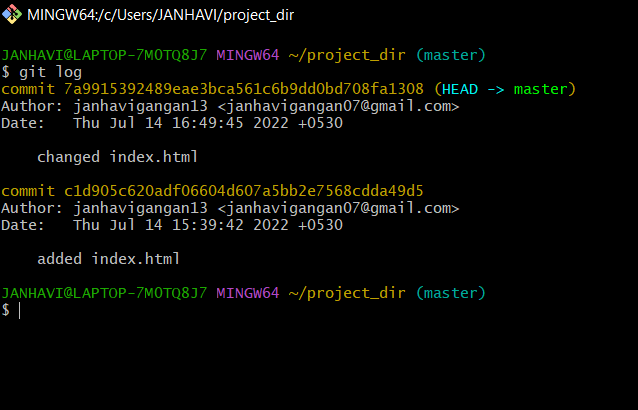 MINGW64:/c/Users/JANHAVI/project_dir
JANHAVI@LAPTOP-7M0TQ8J7 MINGW64 ~/project_dir (master)
$ git log
commit 7a9915392489eae3bca561c6b9dd0bd708fa1308 (HEAD -> master)
Author: janhavigangan13 <janhavigangan07@gmail.com>
Date:   Thu Jul 14 16:49:45 2022 +0530
    changed index.html
commit c1d905c620adf06604d607a5bb2e7568cdda49d5
Author: janhavigangan13 <janhavigangan07@gmail.com>
Date:   Thu Jul 14 15:39:42 2022 +0530
    added index.html
JANHAVI@LAPTOP-7M0TQ8J7 MINGW64 ~/project_dir (master)
$